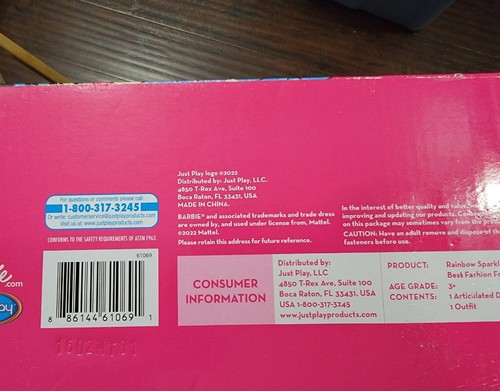 Just Play logo ©2022
Distributed by: Just Play, LLC.
4850 T-Rex Ave, Suite 100
Boca Raton, FL 33431, USA
MADE IN CHINA.
BARBIE® and associated trademarks and trade dress
are owned by, and used under license from, Mattel.
©2022 Mattel.
Please retain this address for future reference.
For questions or comments please call
1-800-317-3245
Or write: customerservice@justplayproducts.com
Visit us at: www.justplayproducts.com
CONFORMS TO THE SAFETY REQUIREMENTS OF ASTM F963.
In the interest of better quality and value,
improving and updating our products.
on this package may sometimes vary from the
CAUTION: Have an adult remove and dispose of
fasteners before use.
61069
8 86144 61069 1
.com
CONSUMER
INFORMATION
Distributed by:
Just Play, LLC
4850 T-Rex Ave, Suite 100
Boca Raton, FL 33431, USA
USA 1-800-317-3245
www.justplayproducts.com
PRODUCT: Rainbow Sparkl
Best Fashion Fr
AGE GRADE: 3+
CONTENTS: 1 Articulated D
1 Outfit